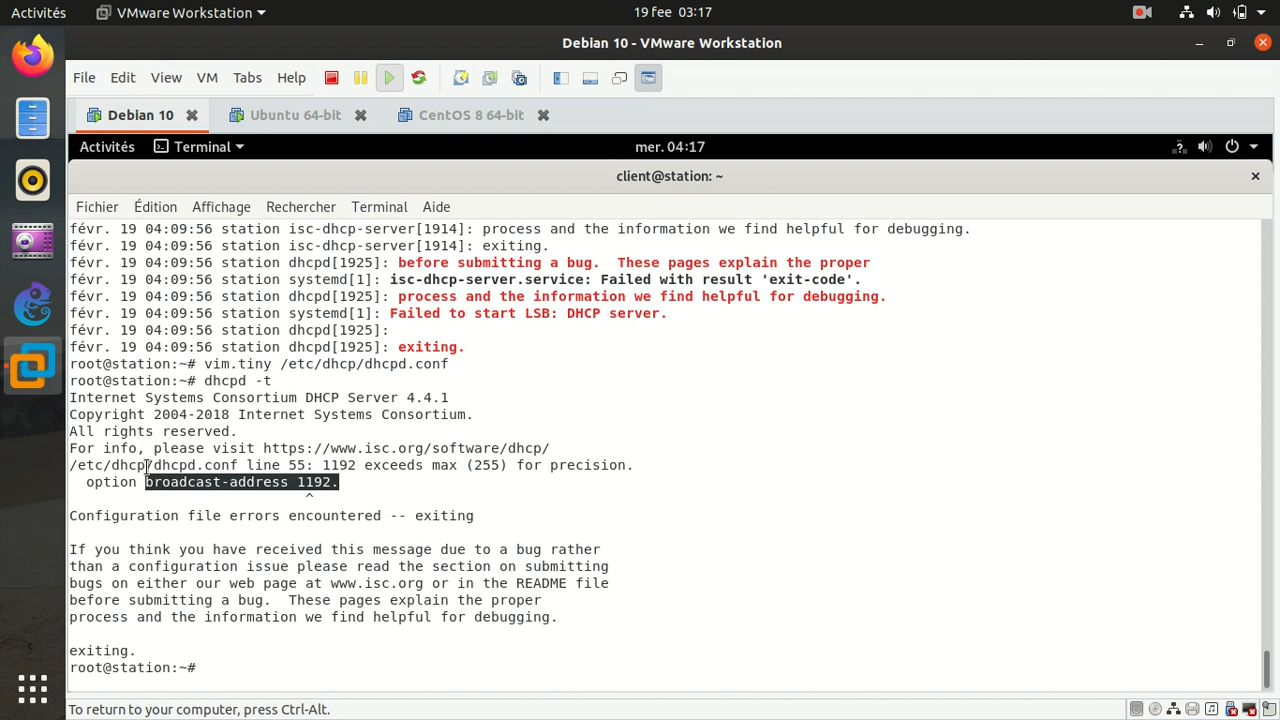 Activités VMware Workstation 19 fee 03:17
Debian 10 - VMware Workstation
File Edit View VM Tabs Help
Debian 10 Ubuntu 64-bit CentOS 8 64-bit
Activités Terminal mer. 04:17
client@station: ~
Fichier Édition Affichage Rechercher Terminal Aide
févr. 19 04:09:56 station isc-dhcp-server[1914]: process and the information we find helpful for debugging.
févr. 19 04:09:56 station isc-dhcp-server[1914]: exiting.
févr. 19 04:09:56 station dhcpd[1925]: before submitting a bug.  These pages explain the proper
févr. 19 04:09:56 station systemd[1]: isc-dhcp-server.service: Failed with result 'exit-code'.
févr. 19 04:09:56 station dhcpd[1925]: process and the information we find helpful for debugging.
févr. 19 04:09:56 station systemd[1]: Failed to start LSB: DHCP server.
févr. 19 04:09:56 station dhcpd[1925]:
févr. 19 04:09:56 station dhcpd[1925]: exiting.
root@station:~# vim.tiny /etc/dhcp/dhcpd.conf
root@station:~# dhcpd -t
Internet Systems Consortium DHCP Server 4.4.1
Copyright 2004-2018 Internet Systems Consortium.
All rights reserved.
For info, please visit https://www.isc.org/software/dhcp/
/etc/dhcp/dhcpd.conf line 55: 1192 exceeds max (255) for precision.
  option broadcast-address 1192.
^
Configuration file errors encountered -- exiting
If you think you have received this message due to a bug rather
than a configuration issue please read the section on submitting
bugs on either our web page at www.isc.org or in the README file
before submitting a bug.  These pages explain the proper
process and the information we find helpful for debugging.
exiting.
root@station:~#
To return to your computer, press Ctrl-Alt.